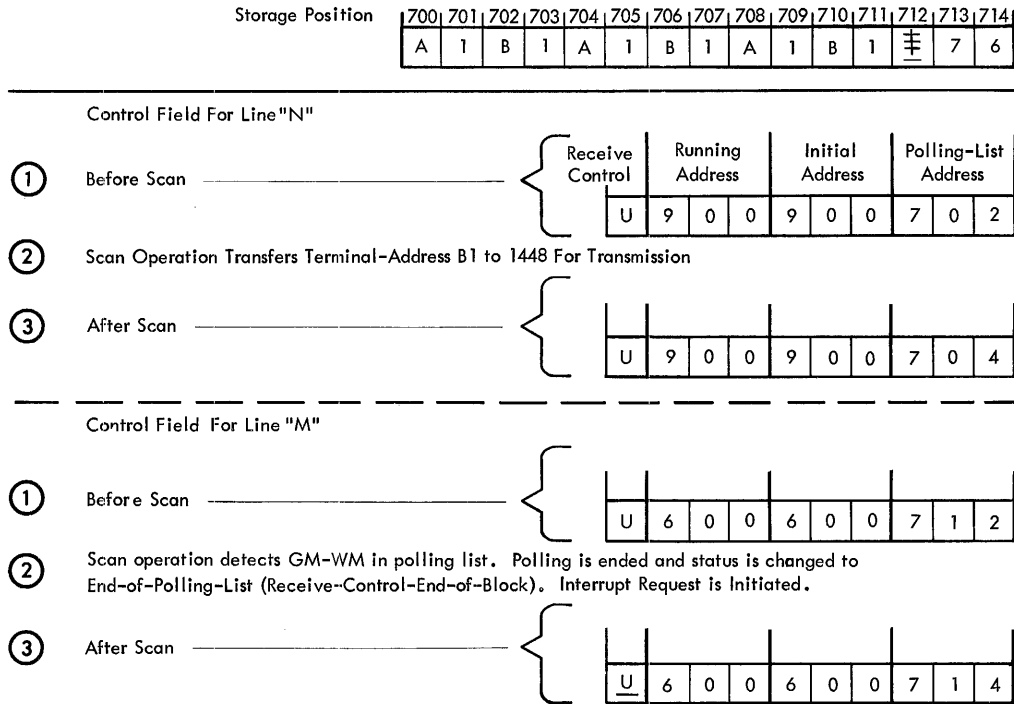 Storage Position 700 701 702 703 704 705 706 707 708 709 710 711 712 713 714
A 1 B 1 A 1 B 1 A 1 B 1 ⧧ 7 6
Control Field For Line "N"
Receive Control Running Address Initial Address Polling-List Address
1 Before Scan
U 9 0 0 9 0 0 7 0 2
2 Scan Operation Transfers Terminal-Address B1 to 1448 For Transmission
3 After Scan
U 9 0 0 9 0 0 7 0 4
Control Field For Line "M"
1 Before Scan
U 6 0 0 6 0 0 7 1 2
2 Scan operation detects GM-WM in polling list. Polling is ended and status is changed to
End-of-Polling-List (Receive-Control-End-of-Block). Interrupt Request is Initiated.
3 After Scan
U 6 0 0 6 0 0 7 1 4